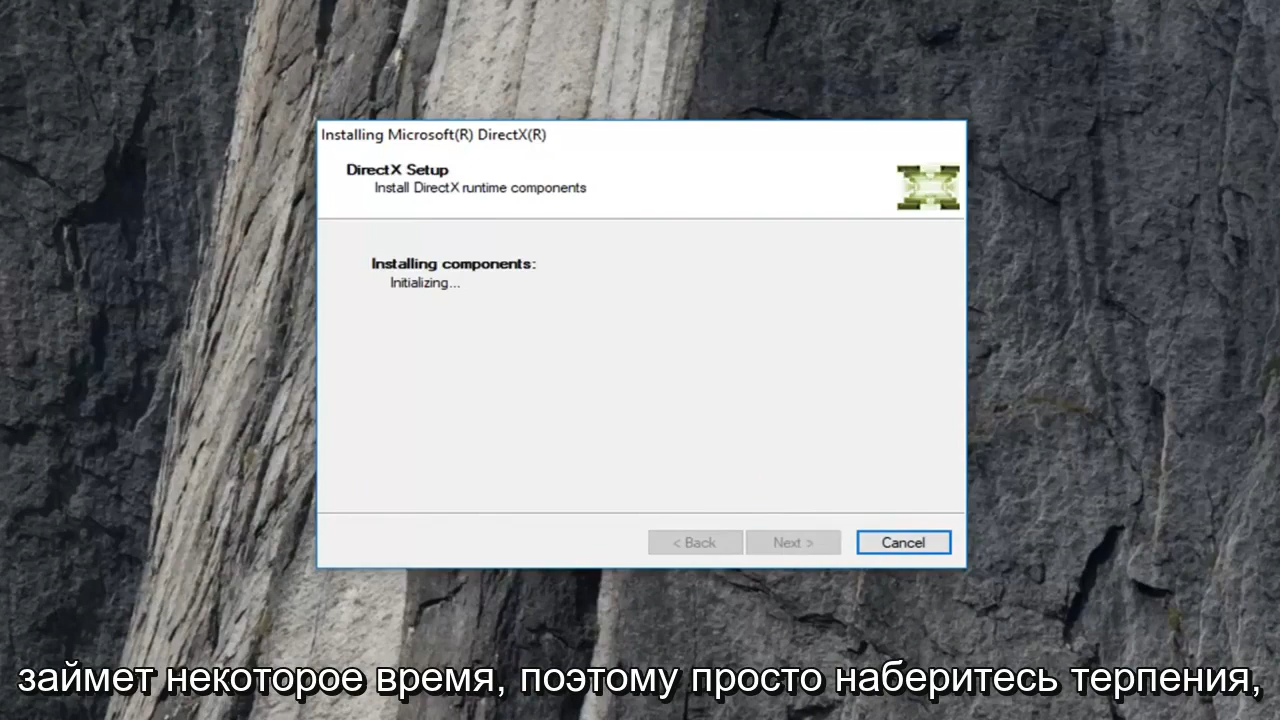 Installing Microsoft(R) DirectX(R)
DirectX Setup
Install DirectX runtime components
Installing components:
Initializing...
< Back
Next >
Cancel
займет некоторое время, поэтому просто наберитесь терпения,